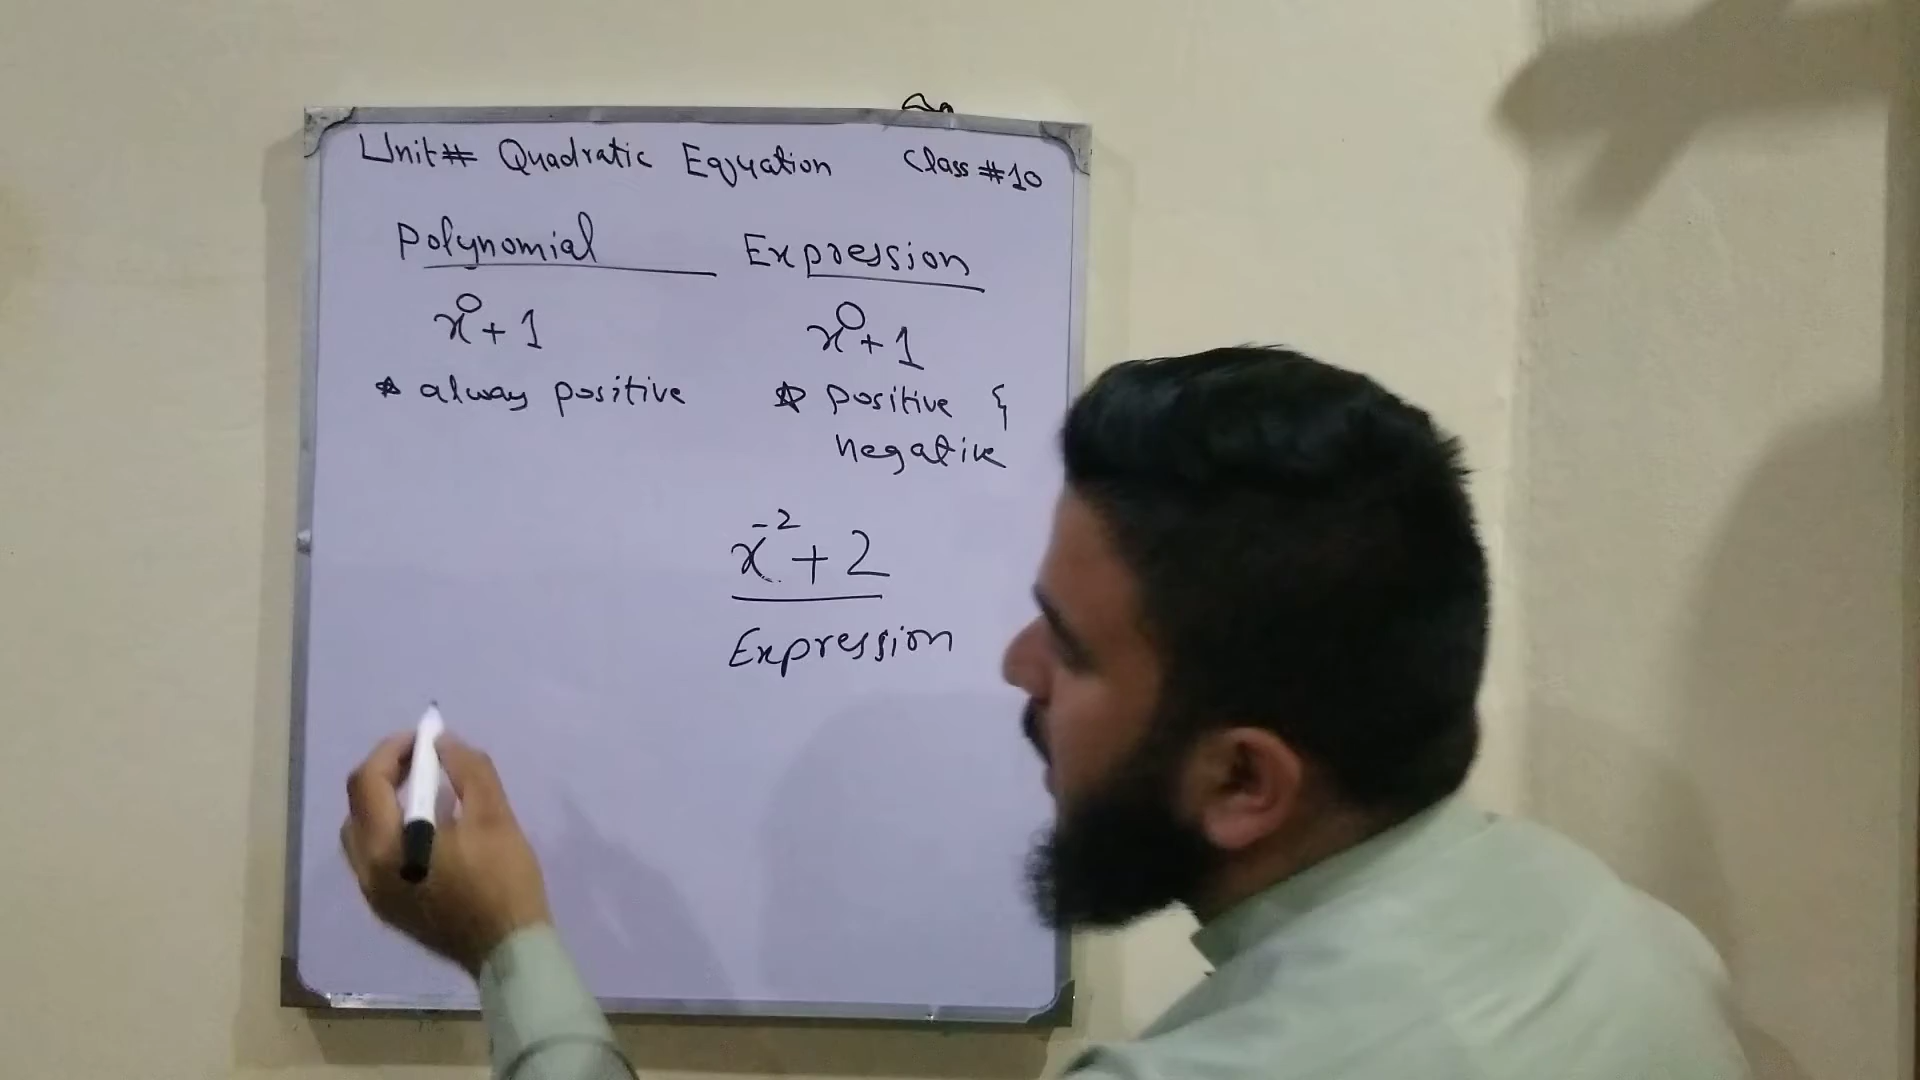 Unit# Quadratic Equation Class #10
Polynomial Expression
x⁰+1 x⁰+1
* alway positive * positive &
negative
x⁻²+2
Expression